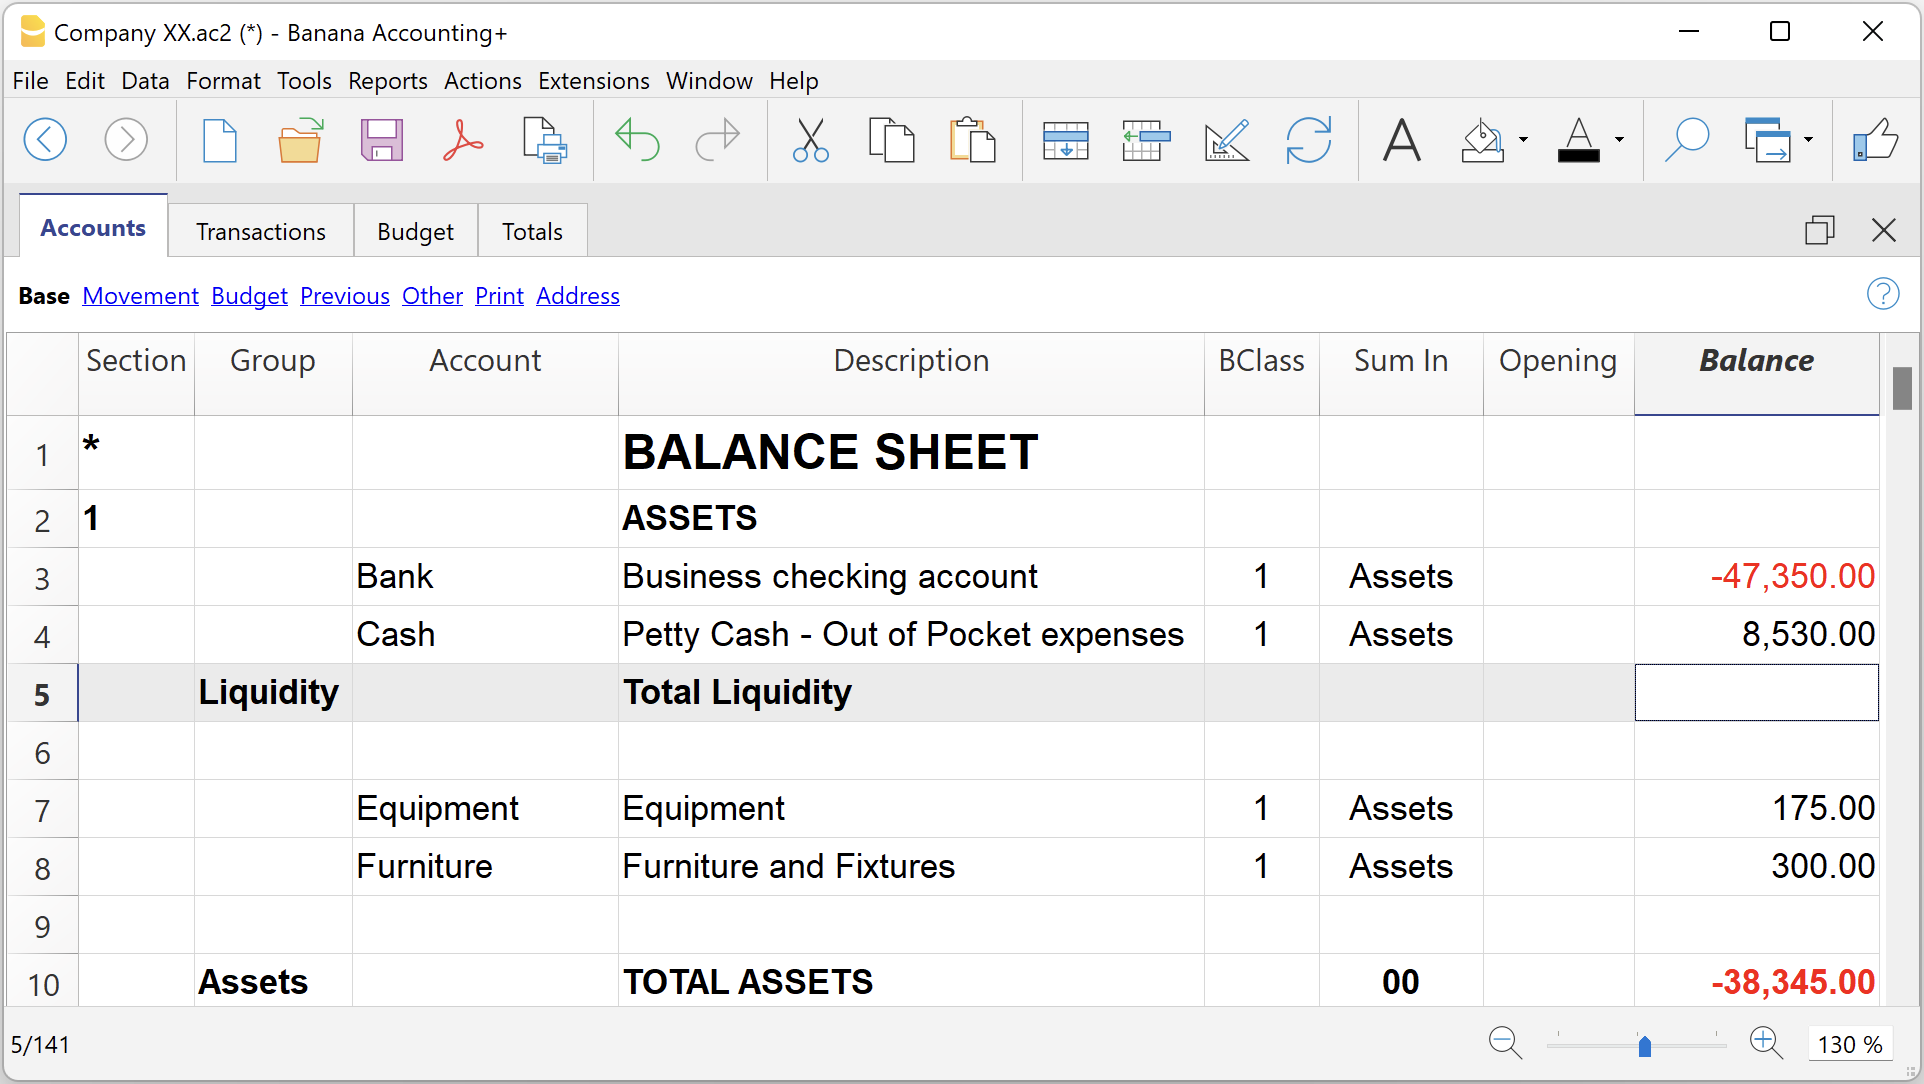 Company XX.ac2 (*) - Banana Accounting+
File Edit Data Format Tools Reports Actions Extensions Window Help
Accounts Transactions Budget Totals
Base Movement Budget Previous Other Print Address
Section Group Account Description BClass Sum In Opening Balance
1 * BALANCE SHEET
2 1 ASSETS
3 Bank Business checking account 1 Assets -47,350.00
4 Cash Petty Cash - Out of Pocket expenses 1 Assets 8,530.00
5 Liquidity Total Liquidity
6
7 Equipment Equipment 1 Assets 175.00
8 Furniture Furniture and Fixtures 1 Assets 300.00
9
10 Assets TOTAL ASSETS 00 -38,345.00
5/141 130 %